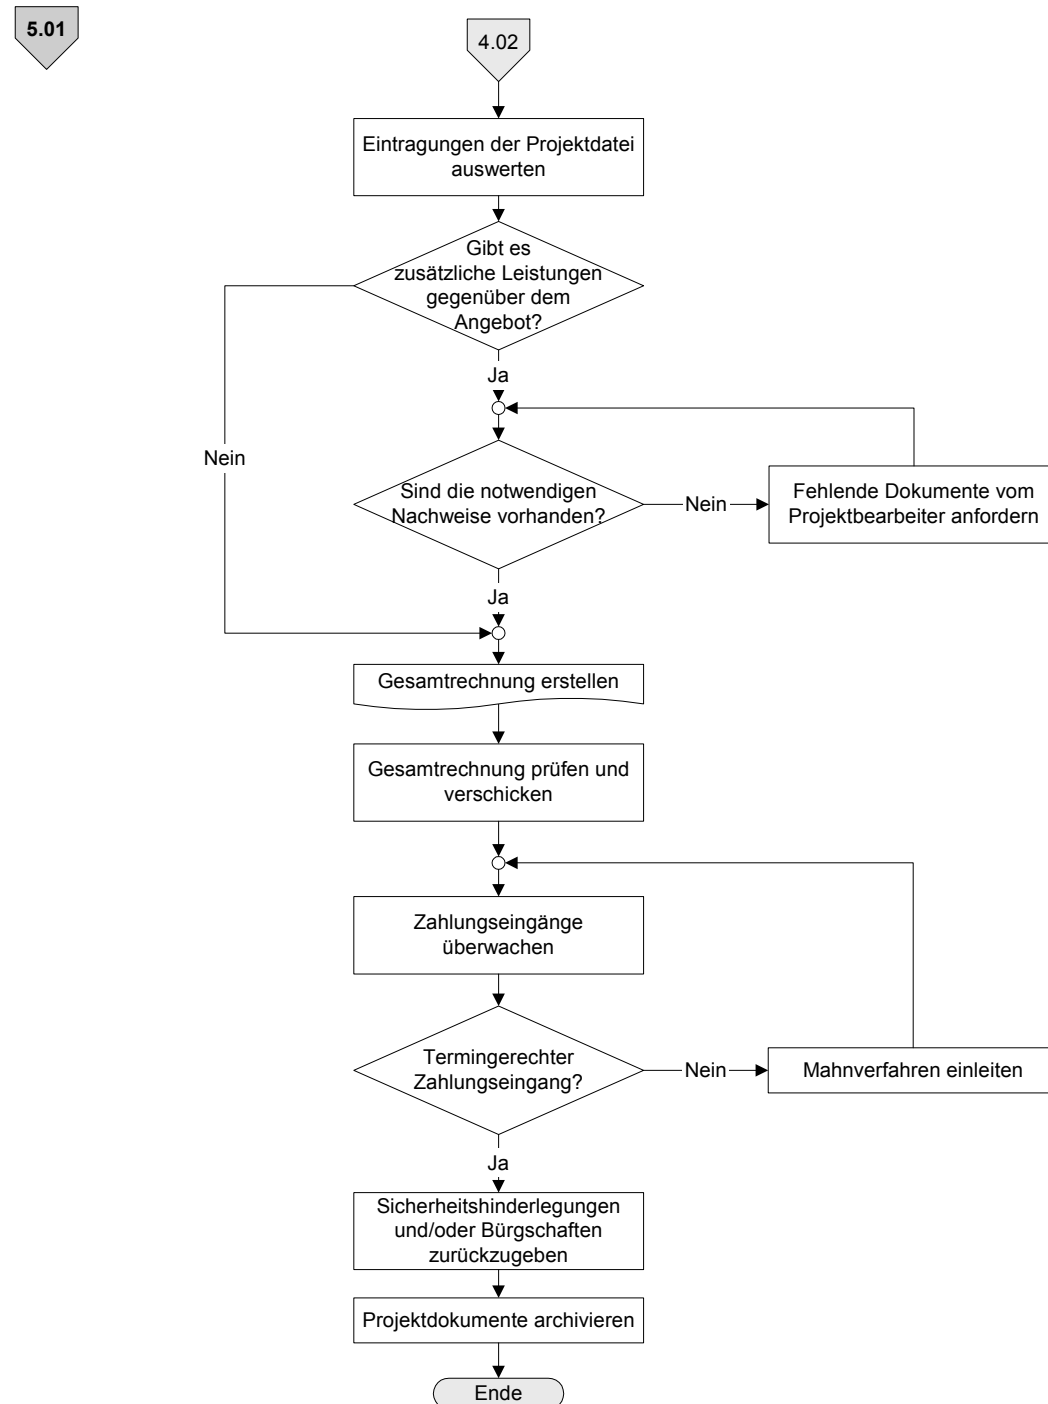 5.01
4.02
Eintragungen der Projektdatei
auswerten
Gibt es
zusätzliche Leistungen
gegenüber dem
Angebot?
Ja
Nein
Sind die notwendigen
Nachweise vorhanden?
Nein
Fehlende Dokumente vom
Projektbearbeiter anfordern
Ja
Gesamtrechnung erstellen
Gesamtrechnung prüfen und
verschicken
Zahlungseingänge
überwachen
Termingerechter
Zahlungseingang?
Nein
Mahnverfahren einleiten
Ja
Sicherheitshinderlegungen
und/oder Bürgschaften
zurückzugeben
Projektdokumente archivieren
Ende